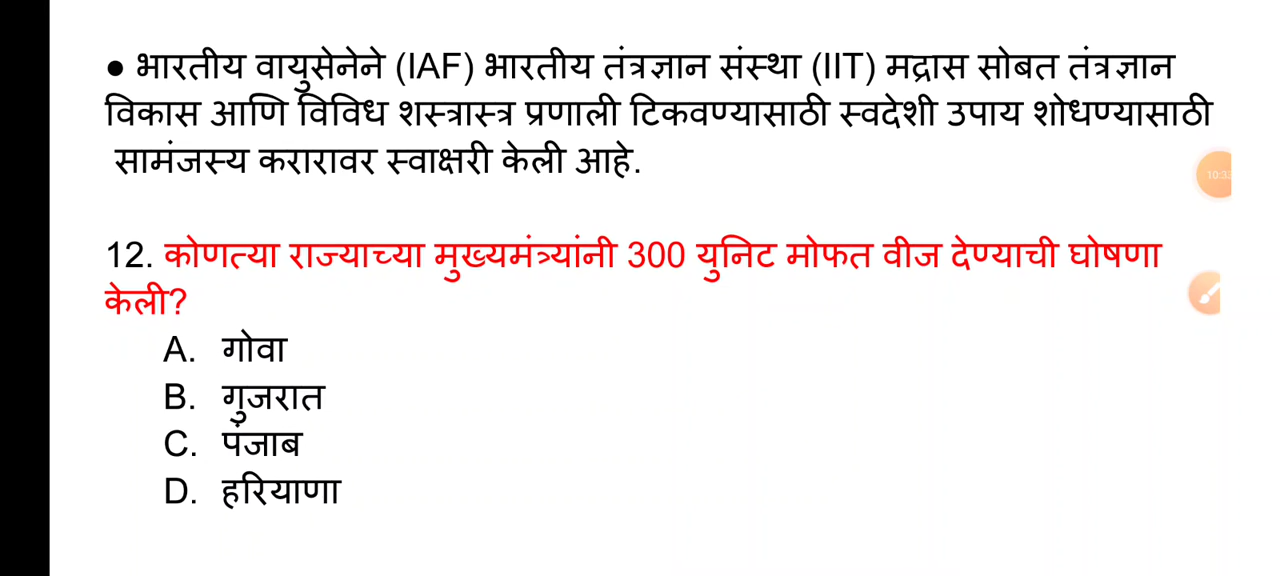 ● भारतीय वायुसेनेने (IAF) भारतीय तंत्रज्ञान संस्था (IIT) मद्रास सोबत तंत्रज्ञान
विकास आणि विविध शस्त्रास्त्र प्रणाली टिकवण्यासाठी स्वदेशी उपाय शोधण्यासाठी
सामंजस्य करारावर स्वाक्षरी केली आहे.
12. कोणत्या राज्याच्या मुख्यमंत्र्यांनी 300 युनिट मोफत वीज देण्याची घोषणा
केली?
A. गोवा
B. गुजरात
C. पंजाब
D. हरियाणा